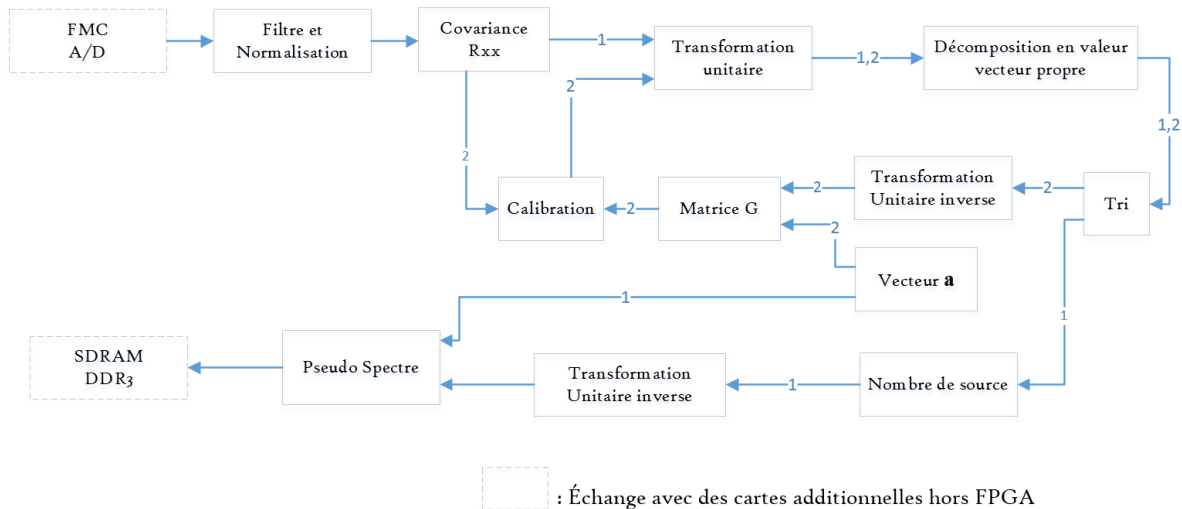 FMC
A/D
Filtre et
Normalisation
Covariance
Rxx
1
Transformation
unitaire
1,2
Décomposition en valeur
vecteur propre
2
1,2
2
Calibration
2
Matrice G
2
Transformation
Unitaire inverse
2
Tri
2
Vecteur a
1
1
SDRAM
DDR3
Pseudo Spectre
Transformation
Unitaire inverse
1
Nombre de source
: Échange avec des cartes additionnelles hors FPGA